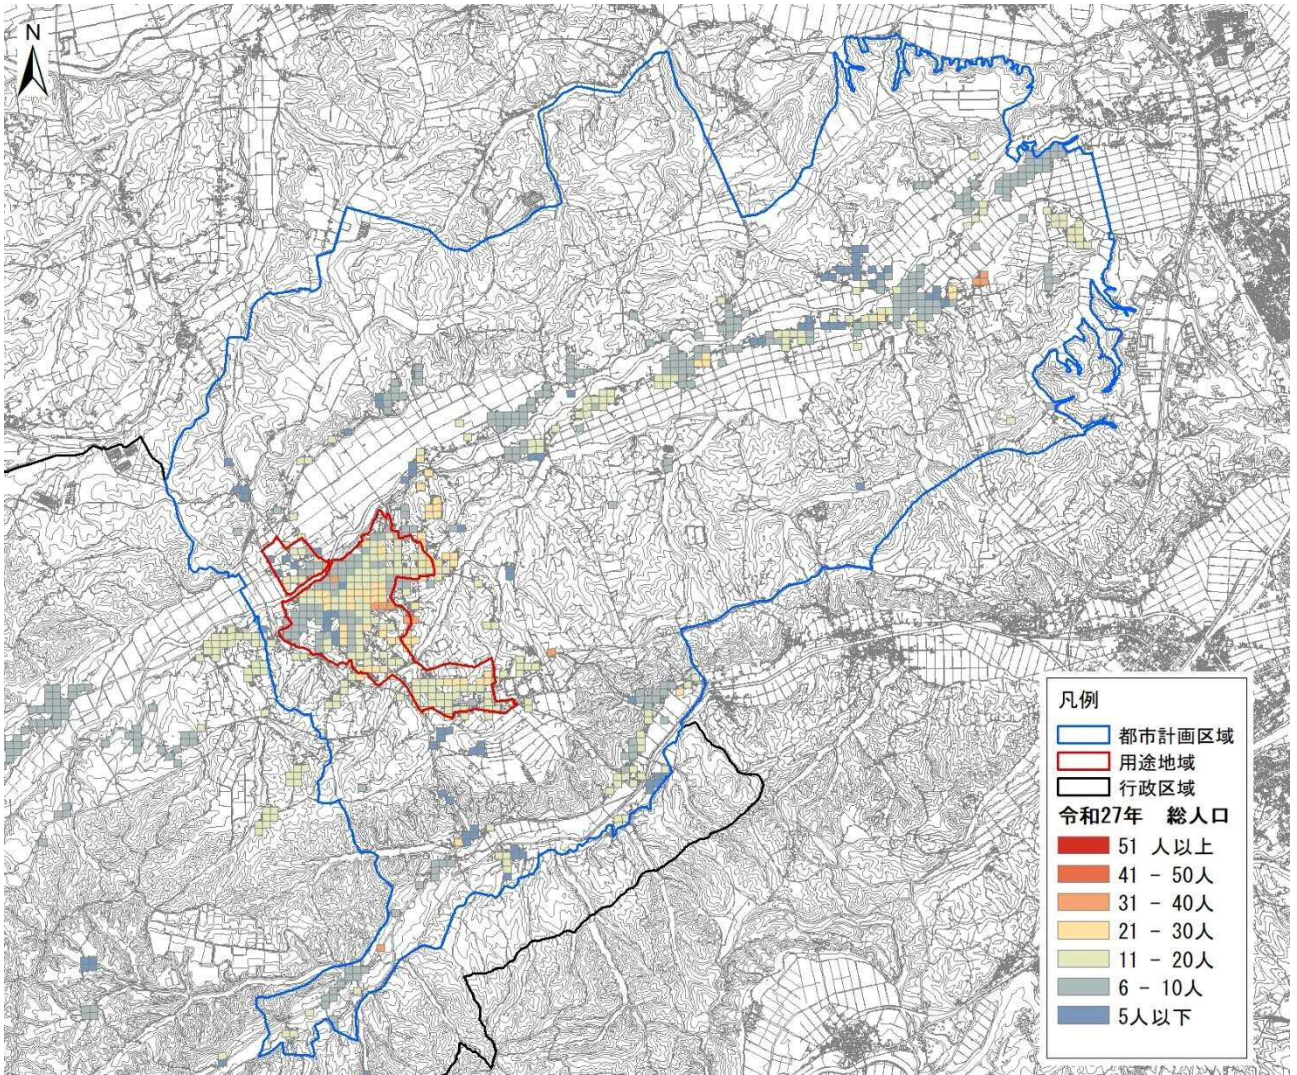 N
凡例
都市計画区域
用途地域
行政区域
令和27年 総人口
51 人以上
41 - 50人
31 - 40人
21 - 30人
11 - 20人
6 - 10人
5人以下